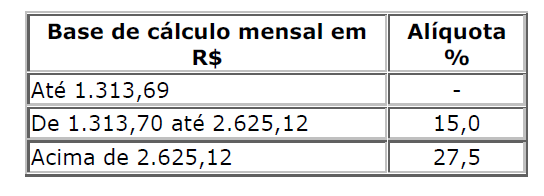 Base de cálculo mensal em
R$
Alíquota
%
Até 1.313,69
-
De 1.313,70 até 2.625,12
15,0
Acima de 2.625,12
27,5